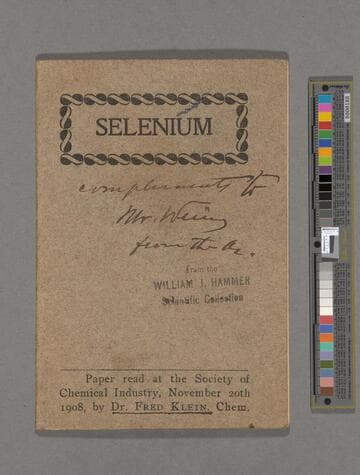 SELENIUM
compliments to
Mr.
from the
From the
WILLIAM J. HAMMER
Scientific Collection
Paper read at the Society of
Chemical Industry, November 20th
1908, by Dr. FRED KLEIN, Chem.